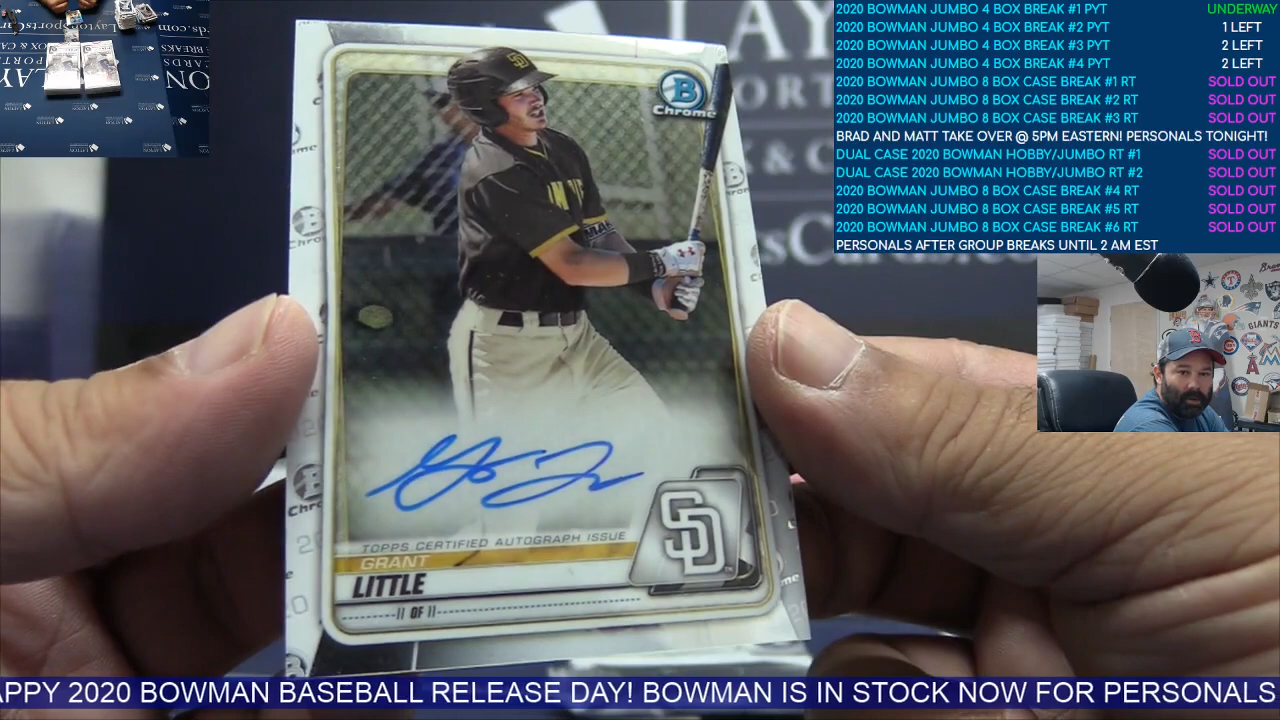 2020 BOWMAN JUMBO 4 BOX BREAK #1 PYT UNDERWAY
2020 BOWMAN JUMBO 4 BOX BREAK #2 PYT 1 LEFT
2020 BOWMAN JUMBO 4 BOX BREAK #3 PYT 2 LEFT
2020 BOWMAN JUMBO 4 BOX BREAK #4 PYT 2 LEFT
2020 BOWMAN JUMBO 8 BOX CASE BREAK #1 RT SOLD OUT
2020 BOWMAN JUMBO 8 BOX CASE BREAK #2 RT SOLD OUT
2020 BOWMAN JUMBO 8 BOX CASE BREAK #3 RT SOLD OUT
BRAD AND MATT TAKE OVER @ 5PM EASTERN! PERSONALS TONIGHT!
DUAL CASE 2020 BOWMAN HOBBY/JUMBO RT #1 SOLD OUT
DUAL CASE 2020 BOWMAN HOBBY/JUMBO RT #2 SOLD OUT
2020 BOWMAN JUMBO 8 BOX CASE BREAK #4 RT SOLD OUT
2020 BOWMAN JUMBO 8 BOX CASE BREAK #5 RT SOLD OUT
2020 BOWMAN JUMBO 8 BOX CASE BREAK #6 RT SOLD OUT
PERSONALS AFTER GROUP BREAKS UNTIL 2 AM EST
B
Chrome
SD
TOPPS CERTIFIED AUTOGRAPH ISSUE
GRANT
LITTLE
OF
SD
GIANTS
APPY 2020 BOWMAN BASEBALL RELEASE DAY! BOWMAN IS IN STOCK NOW FOR PERSONALS